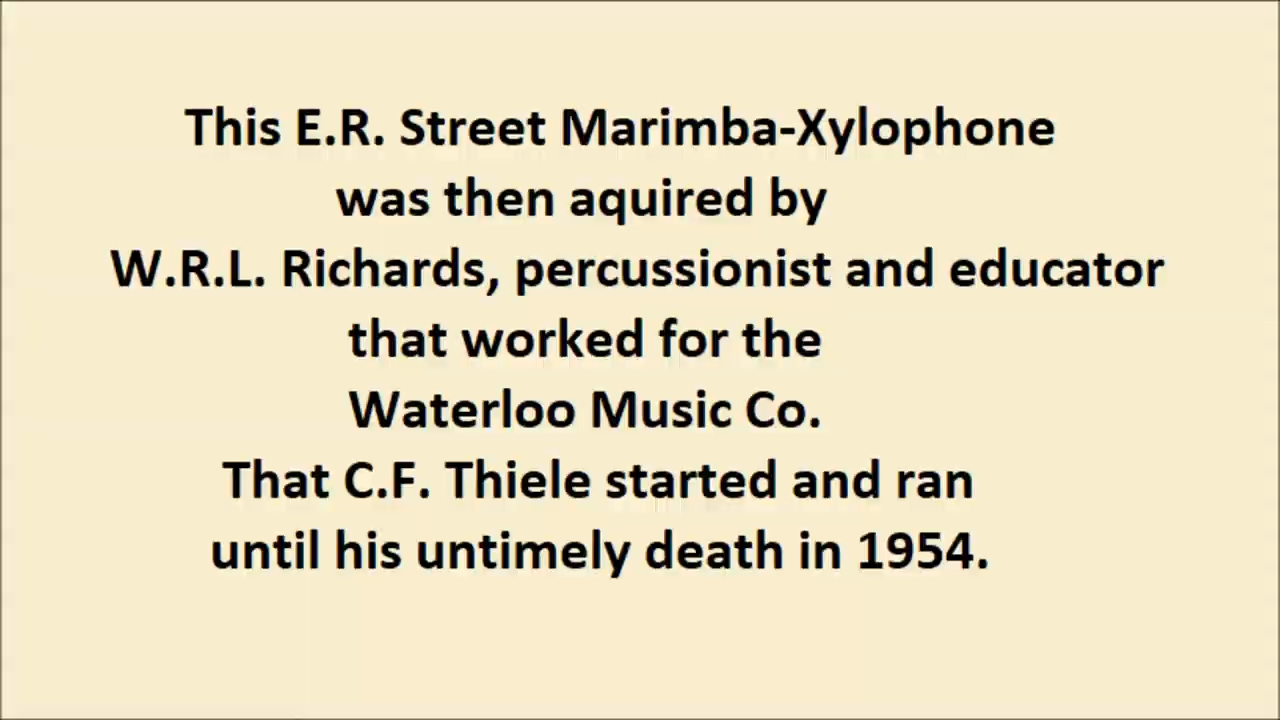 This E.R. Street Marimba-Xylophone
was then aquired by
W.R.L. Richards, percussionist and educator
that worked for the
Waterloo Music Co.
That C.F. Thiele started and ran
until his untimely death in 1954.